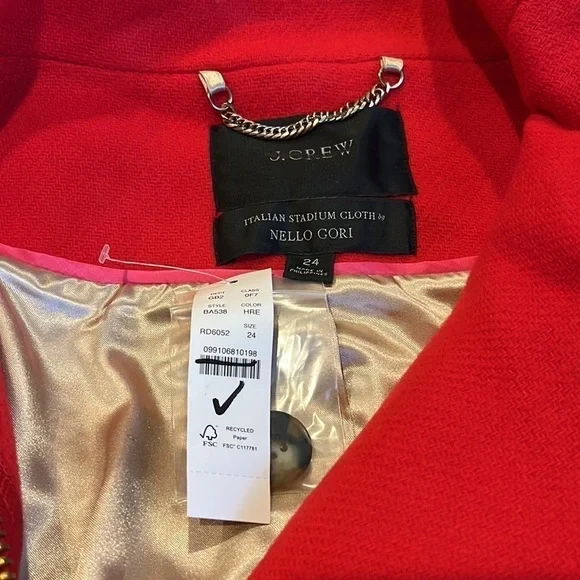 J.CREW
ITALIAN STADIUM CLOTH by
NELLO GORI
24
MADE IN
PHILIPPINES
DEPT CLASS
GB2 0F7
STYLE COLOR
BA538 HRE
RD6052 SIZE
24
099106810198
RECYCLED
Paper
FSC FSC® C117781